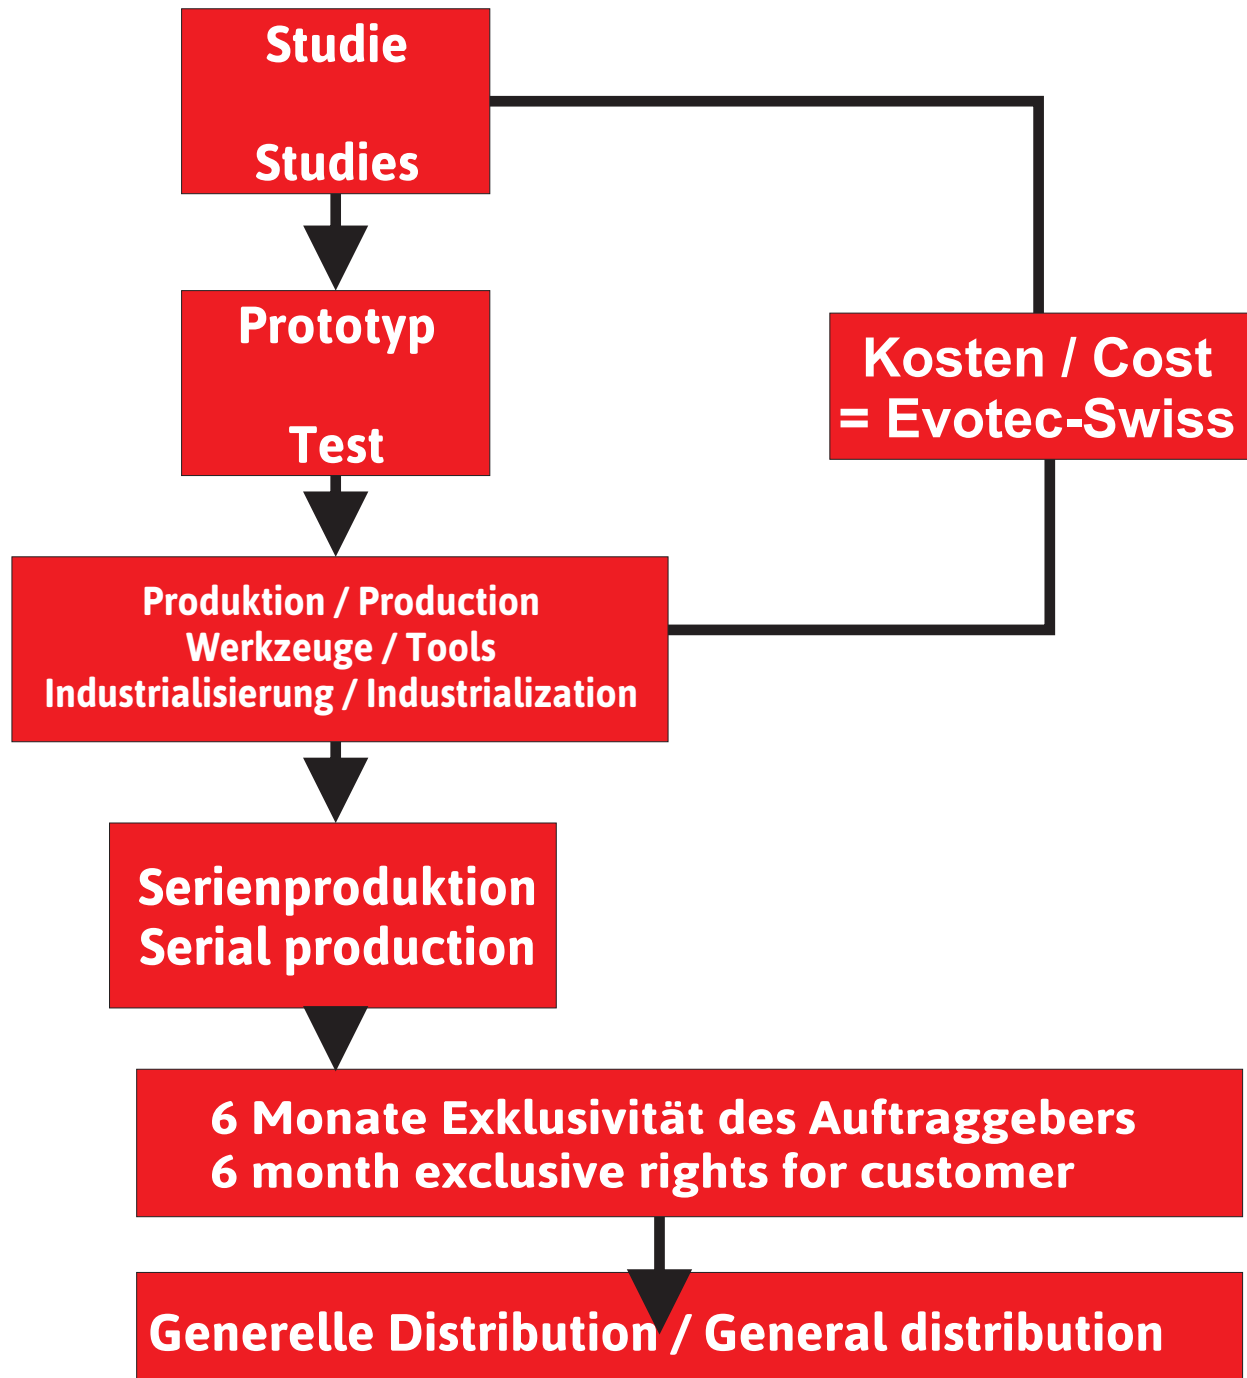 Studie
Studies
Prototyp
Test
Kosten / Cost
= Evotec-Swiss
Produktion / Production
Werkzeuge / Tools
Industrialisierung / Industrialization
Serienproduktion
Serial production
6 Monate Exklusivität des Auftraggebers
6 month exclusive rights for customer
Generelle Distribution / General distribution